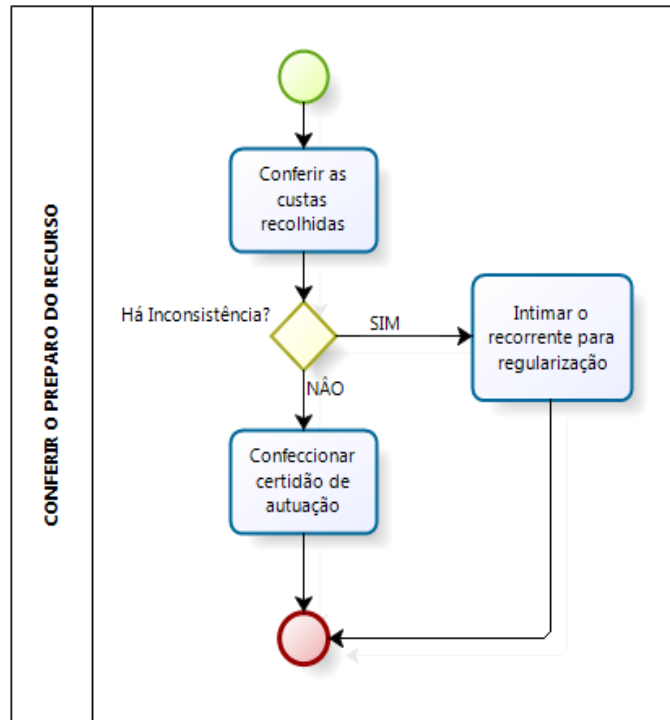 CONFERIR O PREPARO DO RECURSO
Conferir as
custas
recolhidas
Há Inconsistência?
SIM
Intimar o
recorrente para
regularização
NÂO
Confeccionar
certidão de
autuação